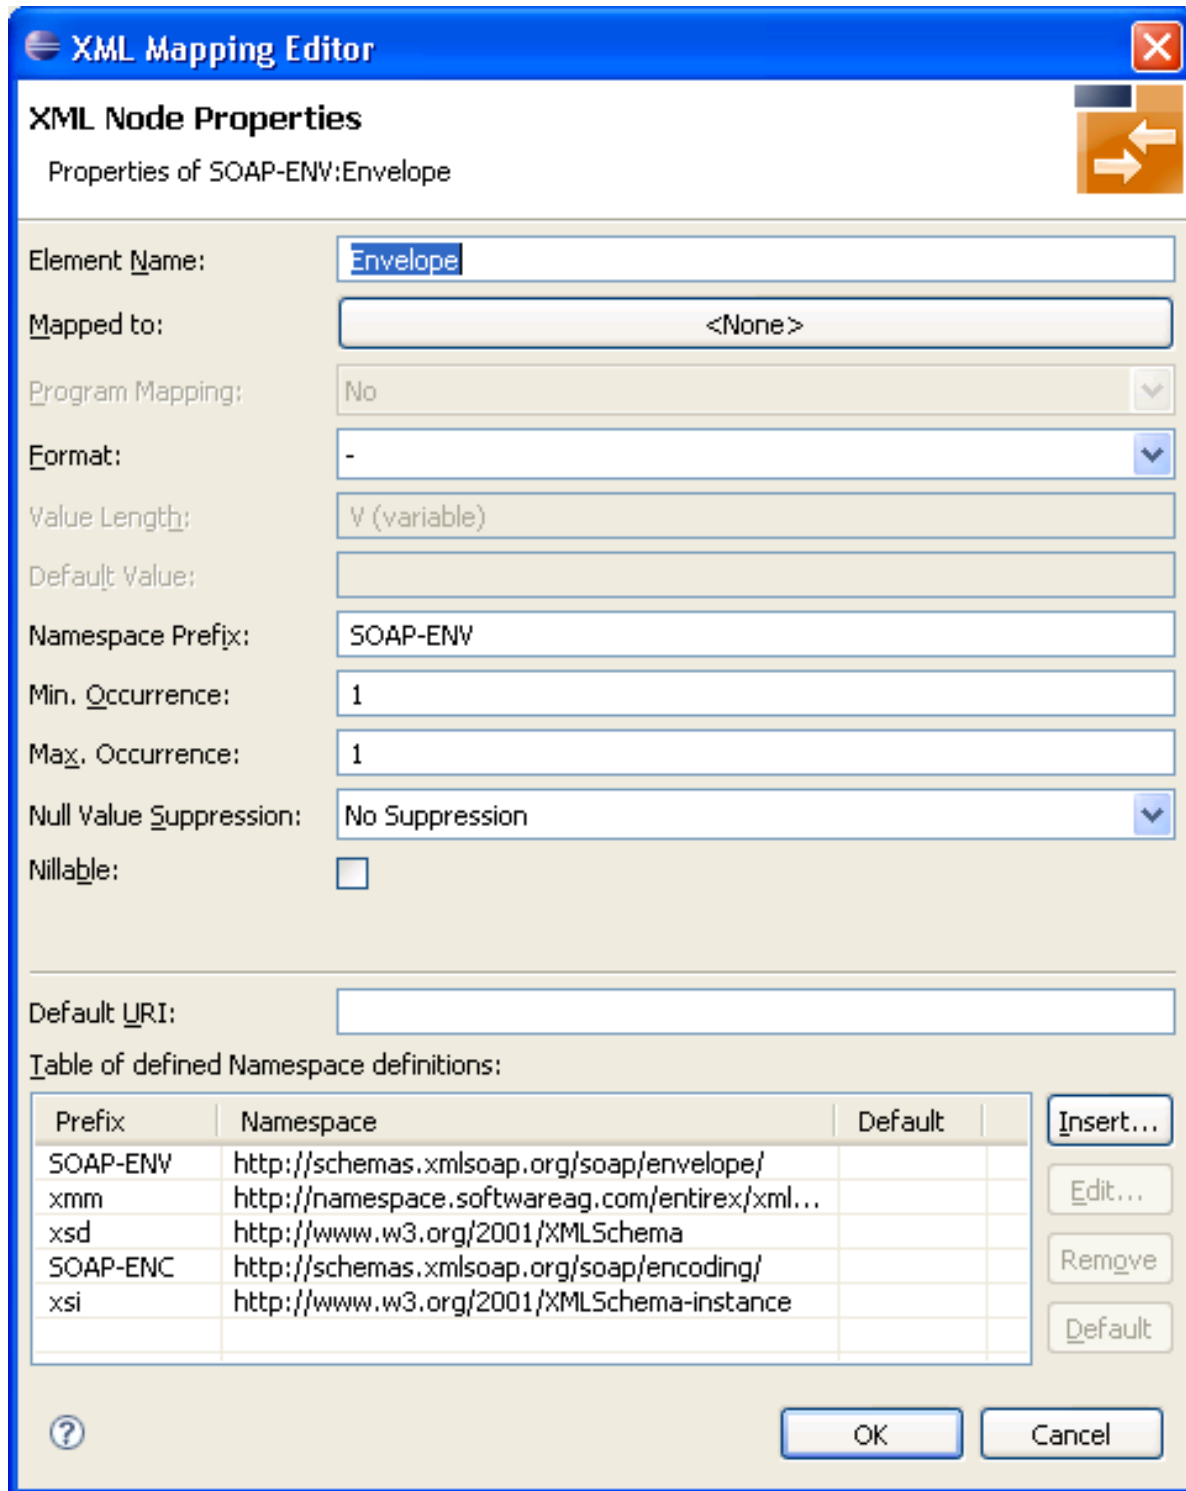 XML Mapping Editor
XML Node Properties
Properties of SOAP-ENV:Envelope
Element Name: Envelope
Mapped to: <None>
Program Mapping: No
Format: -
Value Length: V (variable)
Default Value:
Namespace Prefix: SOAP-ENV
Min. Occurrence: 1
Max. Occurrence: 1
Null Value Suppression: No Suppression
Nillable:
Default URI:
Table of defined Namespace definitions:
Prefix Namespace Default Insert...
SOAP-ENV http://schemas.xmlsoap.org/soap/envelope/
xmm http://namespace.softwareag.com/entirex/xml... Edit...
xsd http://www.w3.org/2001/XMLSchema
SOAP-ENC http://schemas.xmlsoap.org/soap/encoding/ Remove
xsi http://www.w3.org/2001/XMLSchema-instance
Default
? OK Cancel